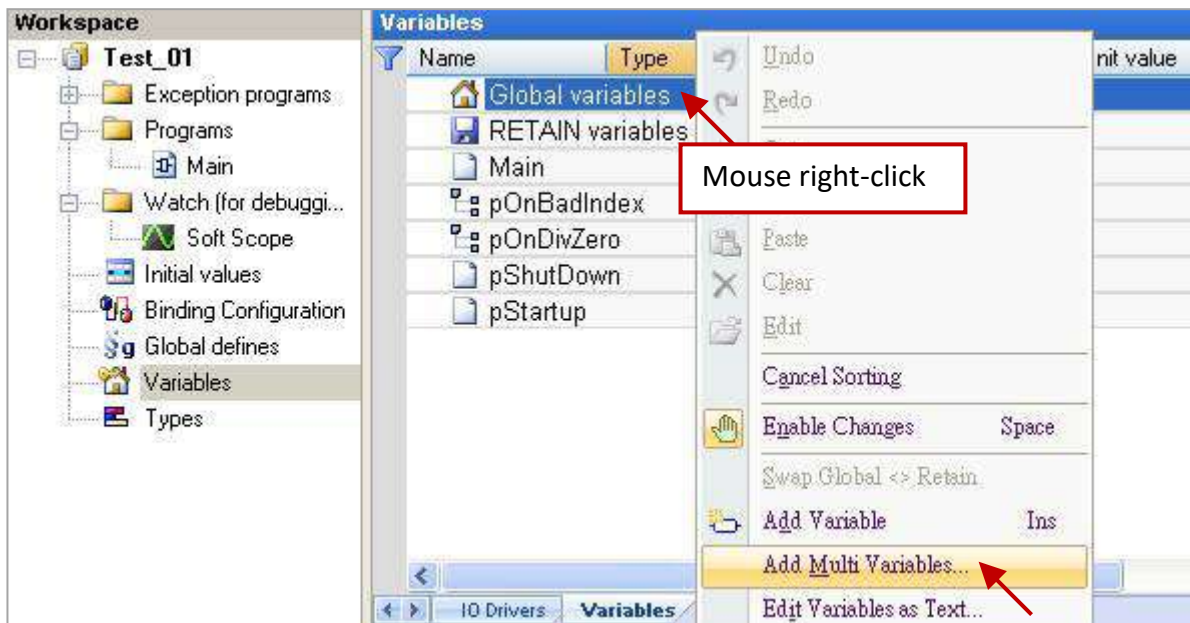 Workspace
Test_01
Exception programs
Programs
Main
Watch (for debuggi...
Soft Scope
Initial values
Binding Configuration
Global defines
Variables
Types
Variables
Name Type nit value
Global variables
RETAIN variables
Main
pOnBadIndex
pOnDivZero
pShutDown
pStartup
Mouse right-click
Undo
Redo
Paste
Clear
Edit
Cancel Sorting
Enable Changes Space
Swap Global <> Retain
Add Variable Ins
Add Multi Variables...
Edit Variables as Text...
IO Drivers Variables